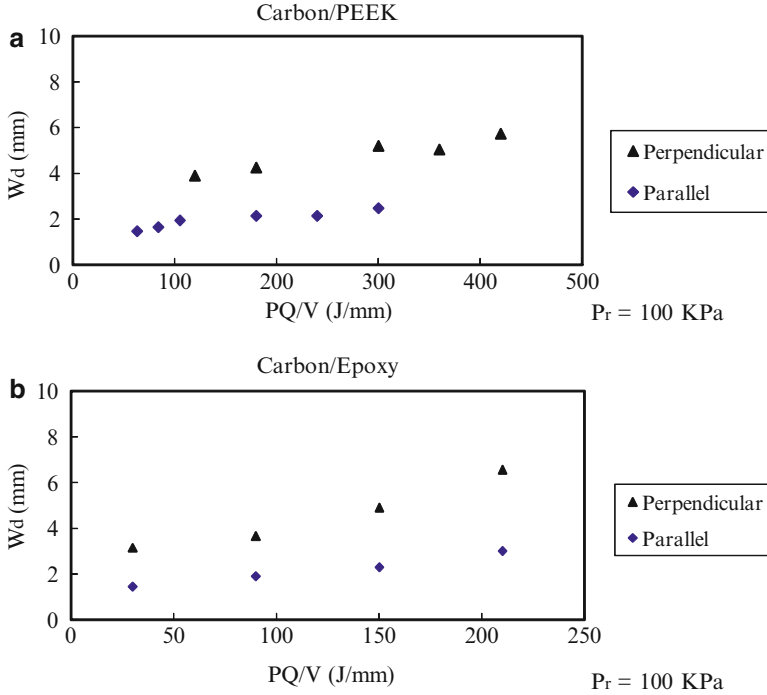 Carbon/PEEK
a
10
8
6
4
2
0
Wd (mm)
0 100 200 300 400 500
PQ/V (J/mm)
Perpendicular
Parallel
Pr = 100 KPa
Carbon/Epoxy
b
10
8
6
4
2
0
Wd (mm)
0 50 100 150 200 250
PQ/V (J/mm)
Perpendicular
Parallel
Pr = 100 KPa